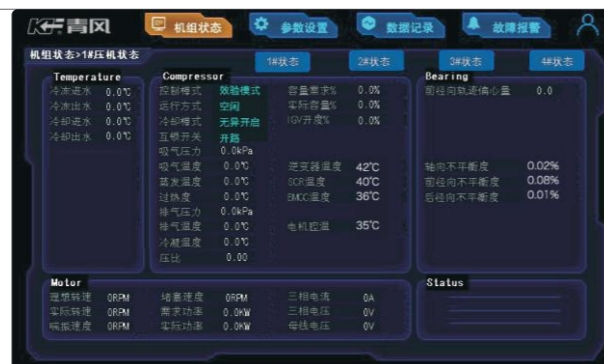 KF 青风
机组状态
参数设置
数据记录
故障报警
机组状态>1#压机状态
1#状态
2#状态
3#状态
4#状态
Temperature
冷冻进水 0.0℃
冷冻出水 0.0℃
冷却进水 0.0℃
冷却出水 0.0℃
Compressor
控制模式 效验模式 容量需求% 0.0%
运行方式 空闲 实际容量% 0.0%
冷却模式 无异开启 IGV开度% 0.0%
互锁开关 开路
吸气压力 0.0kPa
吸气温度 0.0℃ 逆变器温度 42℃
蒸发温度 0.0℃ SCR温度 40℃
过热度 0.0℃ BMCC温度 36℃
排气压力 0.0kPa
排气温度 0.0℃ 电机腔温 35℃
冷凝温度 0.0℃
压比 0.00
Bearing
前径向轨迹偏心量 0.0
轴向不平衡度 0.02%
前径向不平衡度 0.08%
后径向不平衡度 0.01%
Motor
理想转速 0RPM 堵塞速度 0RPM 三相电流 0A
实际转速 0RPM 需求功率 0.0KW 三相电压 0V
喘振速度 0RPM 实际功率 0.0KW 母线电压 0V
Status